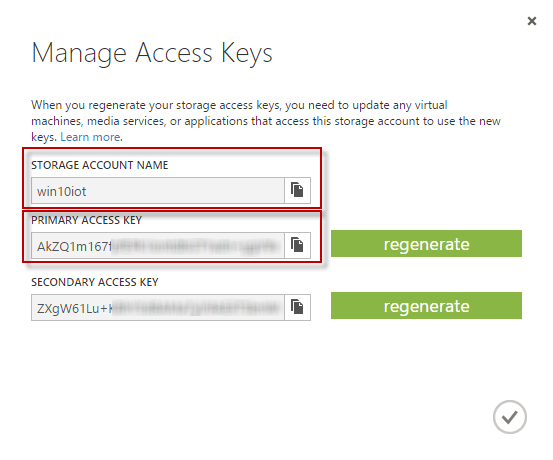 Manage Access Keys
When you regenerate your storage access keys, you need to update any virtual
machines, media services, or applications that access this storage account to use the new
keys. Learn more.
STORAGE ACCOUNT NAME
win10iot
PRIMARY ACCESS KEY
AkZQ1m167f
regenerate
SECONDARY ACCESS KEY
ZXgW61Lu+
regenerate